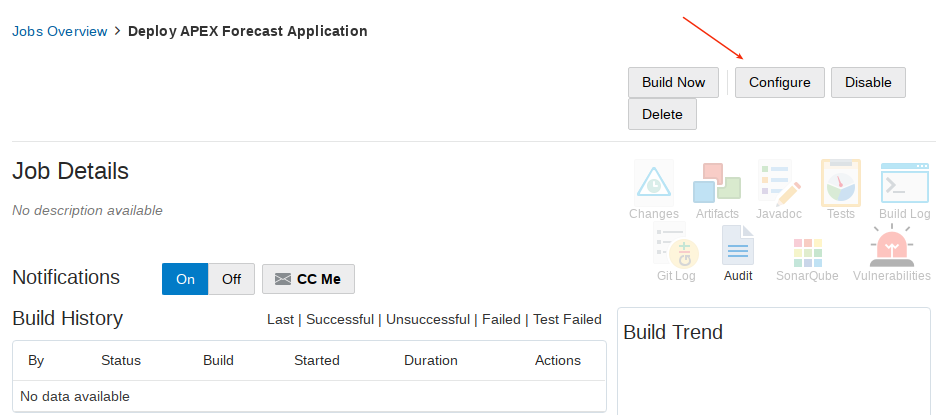 Jobs Overview > Deploy APEX Forecast Application
Build Now Configure Disable
Delete
Job Details
No description available
Changes Artifacts Javadoc Tests Build Log
Git
Git Log Audit SonarQube Vulnerabilities
Notifications On Off CC Me
Build History Last | Successful | Unsuccessful | Failed | Test Failed
Build Trend
By Status Build Started Duration Actions
No data available